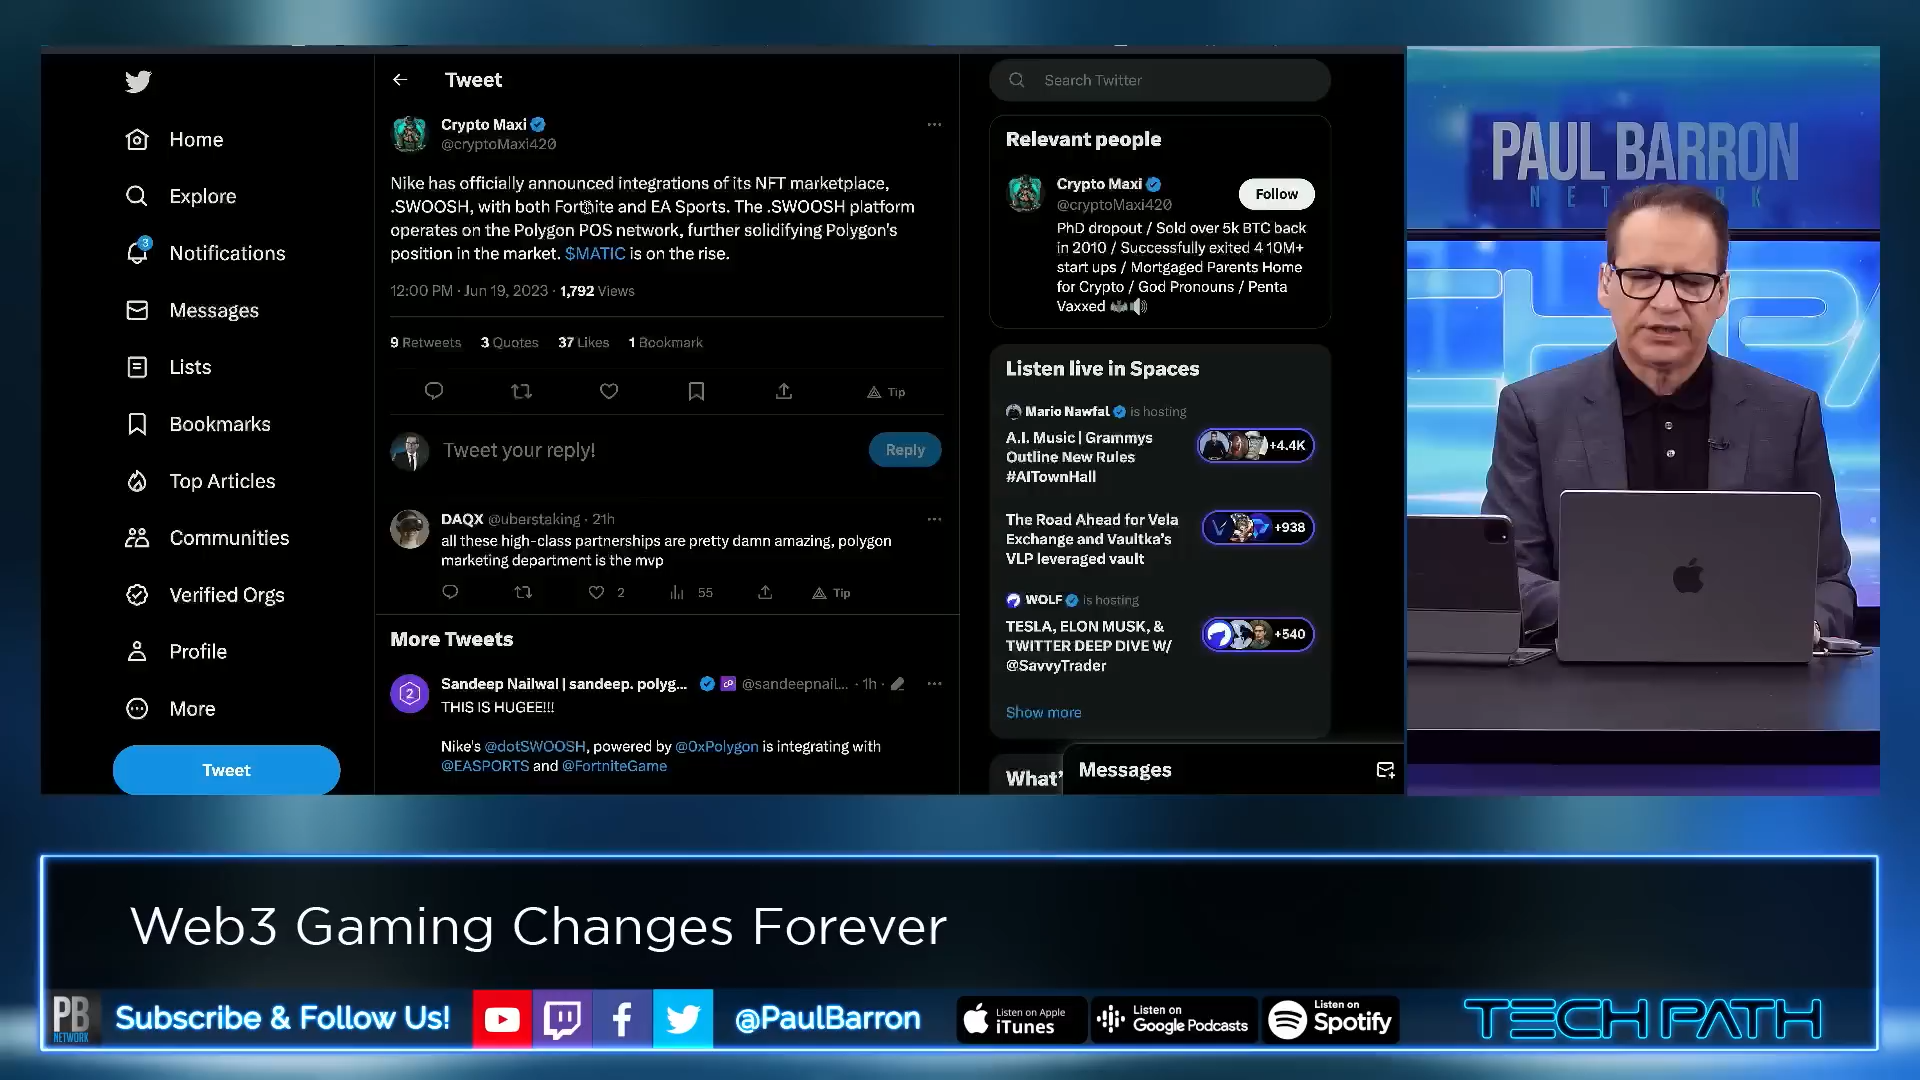 Home
Explore
3
Notifications
Messages
Lists
Bookmarks
Top Articles
Communities
Verified Orgs
Profile
More
Tweet
Tweet
Crypto Maxi
@cryptoMaxi420
Nike has officially announced integrations of its NFT marketplace,
.SWOOSH, with both Fortnite and EA Sports. The .SWOOSH platform
operates on the Polygon POS network, further solidifying Polygon's
position in the market. $MATIC is on the rise.
12:00 PM · Jun 19, 2023 · 1,792 Views
9 Retweets 3 Quotes 37 Likes 1 Bookmark
Tip
Tweet your reply!
Reply
DAQX @uberstaking · 21h
all these high-class partnerships are pretty damn amazing, polygon
marketing department is the mvp
2
55
Tip
More Tweets
Sandeep Nailwal | sandeep. polyg... @sandeepnail... · 1h ·
THIS IS HUGEE!!!
Nike's @dotSWOOSH, powered by @0xPolygon is integrating with
@EASPORTS and @FortniteGame
Search Twitter
Relevant people
Crypto Maxi
@cryptoMaxi420
Follow
PhD dropout / Sold over 5k BTC back
in 2010 / Successfully exited 4 10M+
start ups / Mortgaged Parents Home
for Crypto / God Pronouns / Penta
Vaxxed
Listen live in Spaces
Mario Nawfal is hosting
A.I. Music | Grammys
Outline New Rules
#AITownHall
+4.4K
The Road Ahead for Vela
Exchange and Vaultka's
VLP leveraged vault
+938
WOLF is hosting
TESLA, ELON MUSK, &
TWITTER DEEP DIVE W/
@SavvyTrader
+540
Show more
What'
Messages
PAUL BARRON
NETWORK
Web3 Gaming Changes Forever
PB
NETWORK
Subscribe & Follow Us!
@PaulBarron
Listen on Apple
iTunes
Listen on
Google Podcasts
Listen on
Spotify
TECH PATH